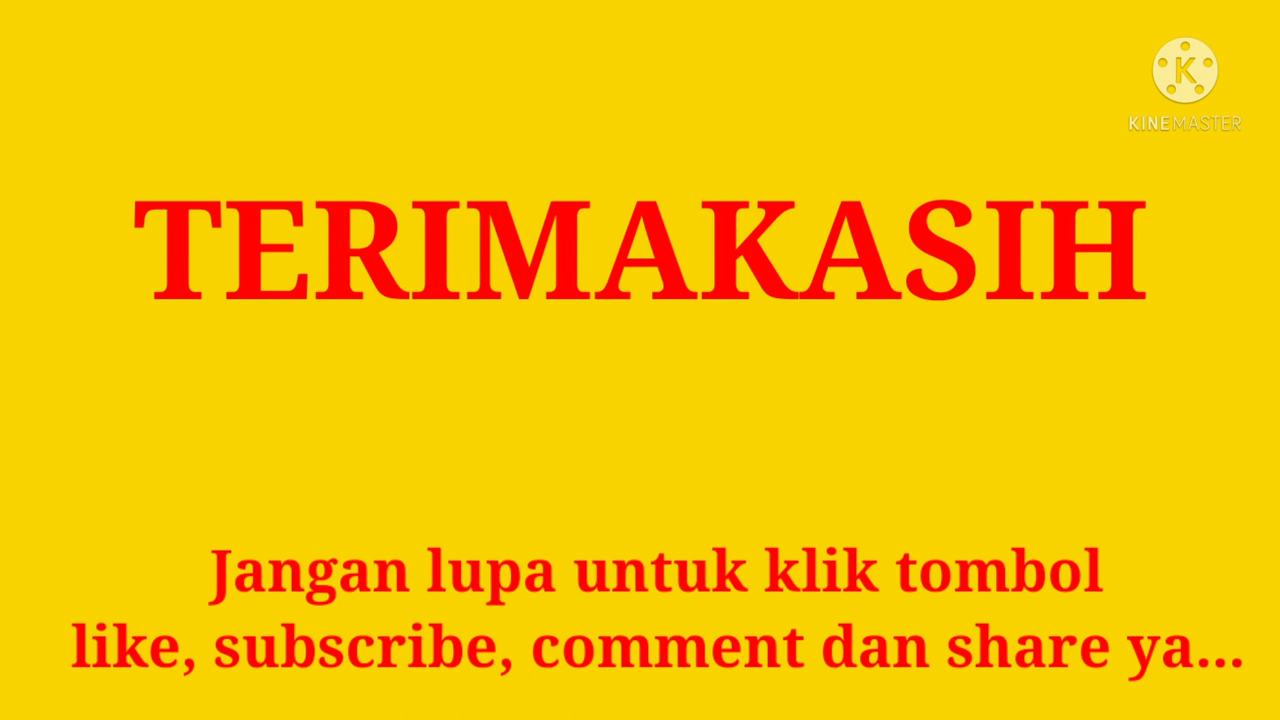 K
KINEMASTER
TERIMAKASIH
Jangan lupa untuk klik tombol
like, subscribe, comment dan share ya...